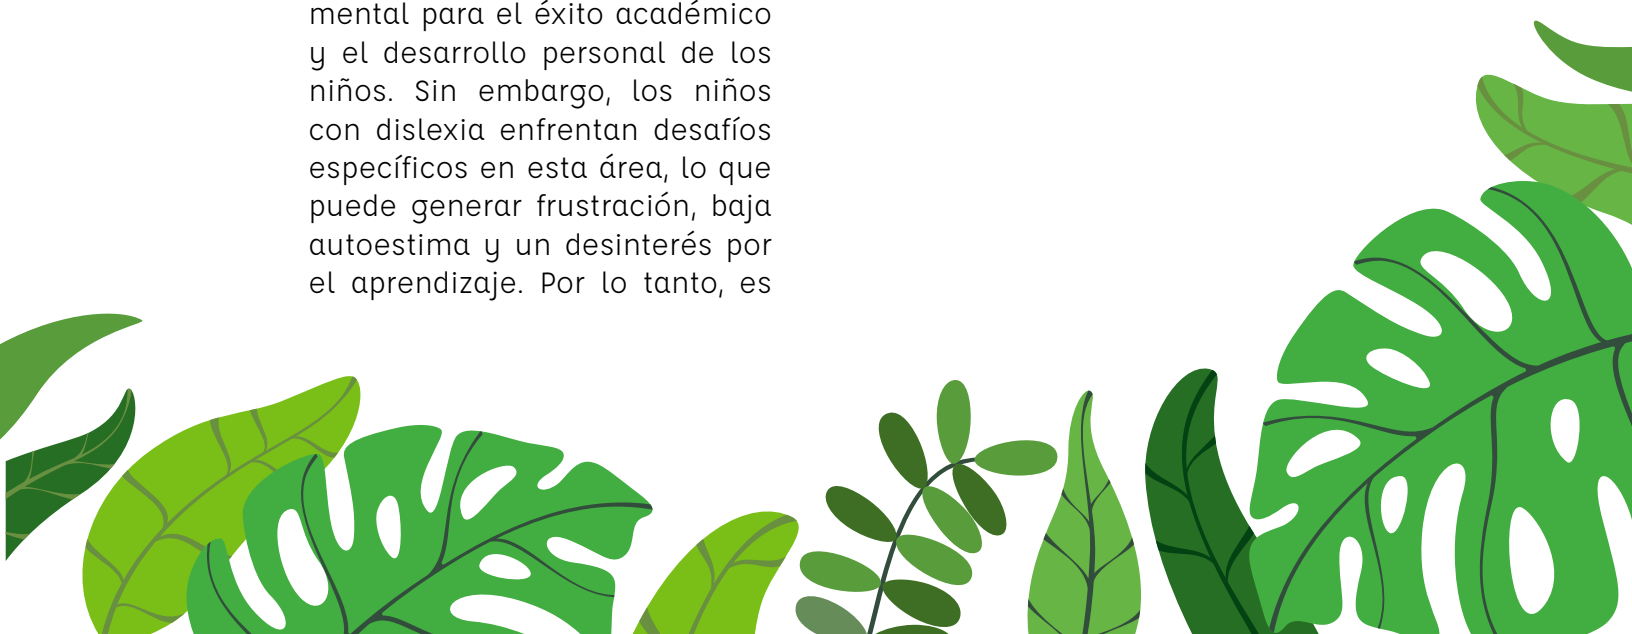 mental para el éxito académico
y el desarrollo personal de los
niños. Sin embargo, los niños
con dislexia enfrentan desafíos
específicos en esta área, lo que
puede generar frustración, baja
autoestima y un desinterés por
el aprendizaje. Por lo tanto, es